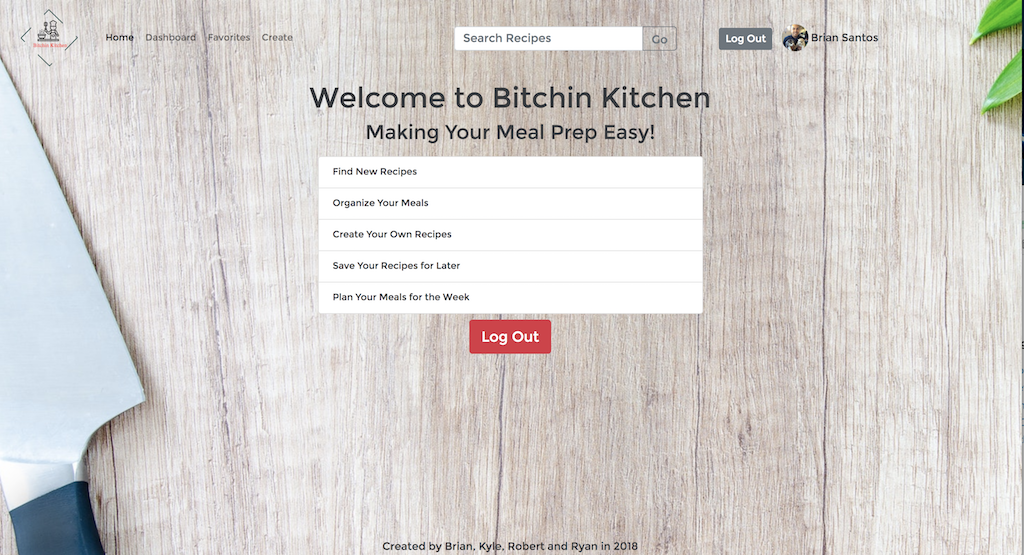 Bitchin Kitchen
Home Dashboard Favorites Create
Search Recipes Go
Log Out Brian Santos
Welcome to Bitchin Kitchen
Making Your Meal Prep Easy!
Find New Recipes
Organize Your Meals
Create Your Own Recipes
Save Your Recipes for Later
Plan Your Meals for the Week
Log Out
Created by Brian, Kyle, Robert and Ryan in 2018